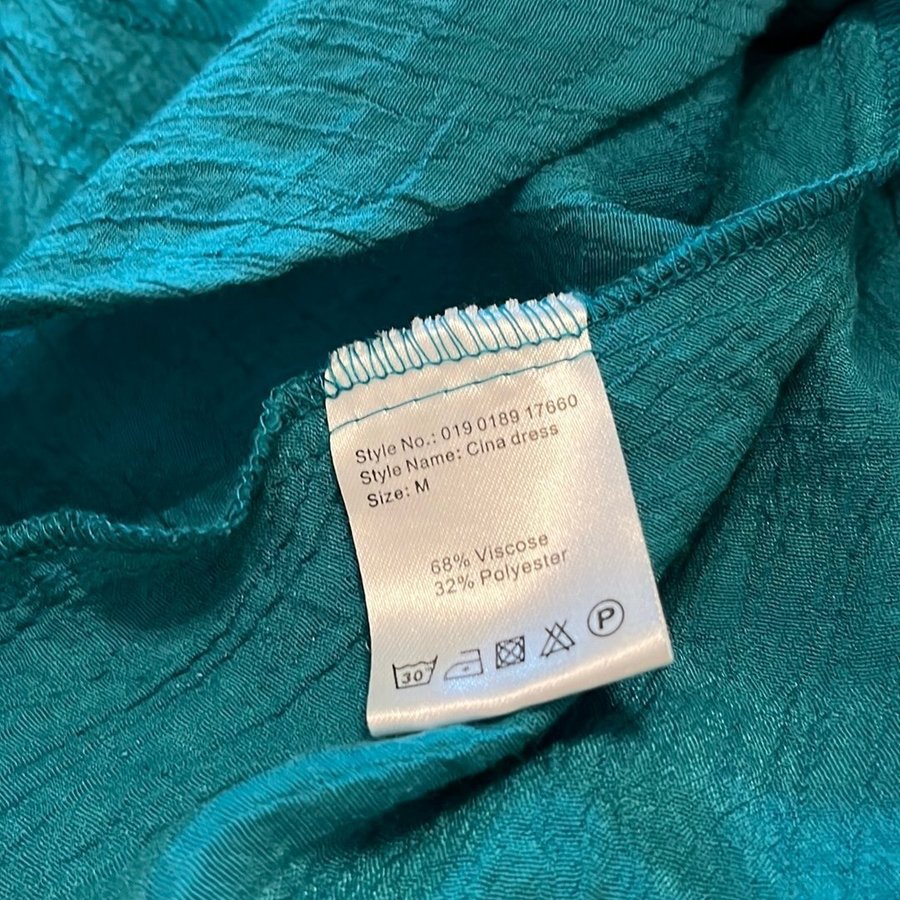 Style No.: 019 0189 17660
Style Name: Cina dress
Size: M
68% Viscose
32% Polyester
30 P